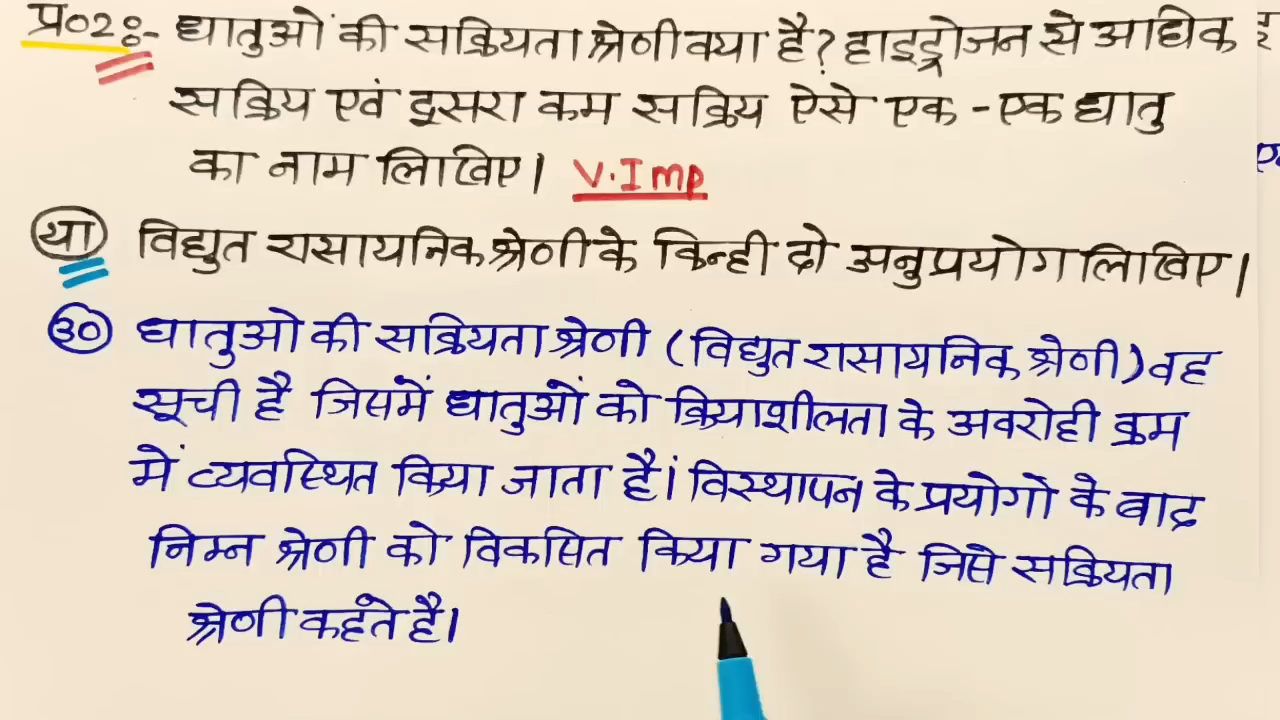 प्र०2:- धातुओं की सक्रियता श्रेणी क्या है? हाइड्रोजन से अधिक
सक्रिय एवं दूसरा कम सक्रिय ऐसे एक-एक धातु
का नाम लिखिए। V.Imp
या विद्युत रासायनिक श्रेणी के किन्ही दो अनुप्रयोग लिखिए।
उ० धातुओ की सक्रियता श्रेणी (विद्युत रासायनिक श्रेणी) वह
सूची है जिसमें धातुओं को क्रियाशीलता के अवरोही क्रम
में व्यवस्थित किया जाता है। विस्थापन के प्रयोगो के बाद
निम्न श्रेणी को विकसित किया गया है जिसे सक्रियता
श्रेणी कहते है।